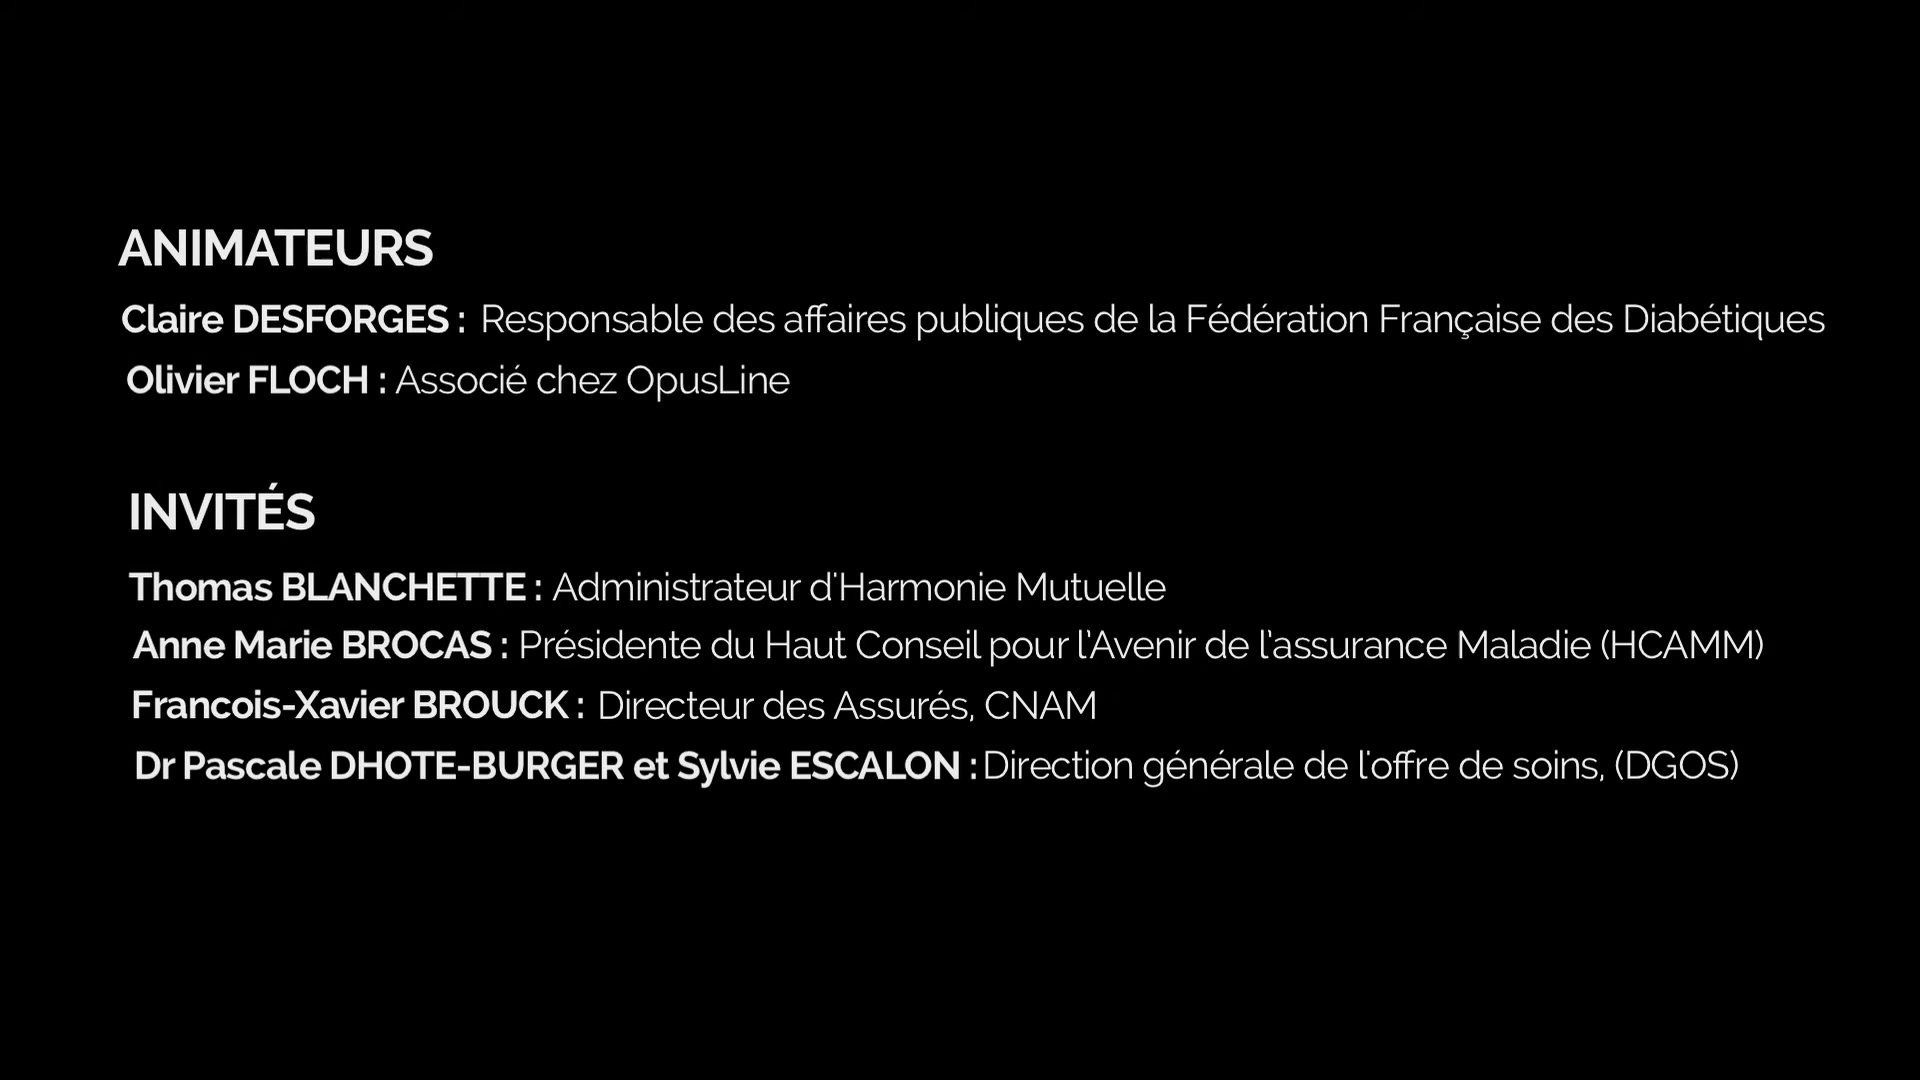 ANIMATEURS
Claire DESFORGES : Responsable des affaires publiques de la Fédération Française des Diabétiques
Olivier FLOCH : Associé chez OpusLine
INVITÉS
Thomas BLANCHETTE : Administrateur d'Harmonie Mutuelle
Anne Marie BROCAS : Présidente du Haut Conseil pour l'Avenir de l'assurance Maladie (HCAMM)
Francois-Xavier BROUCK : Directeur des Assurés, CNAM
Dr Pascale DHOTE-BURGER et Sylvie ESCALON : Direction générale de l'offre de soins, (DGOS)